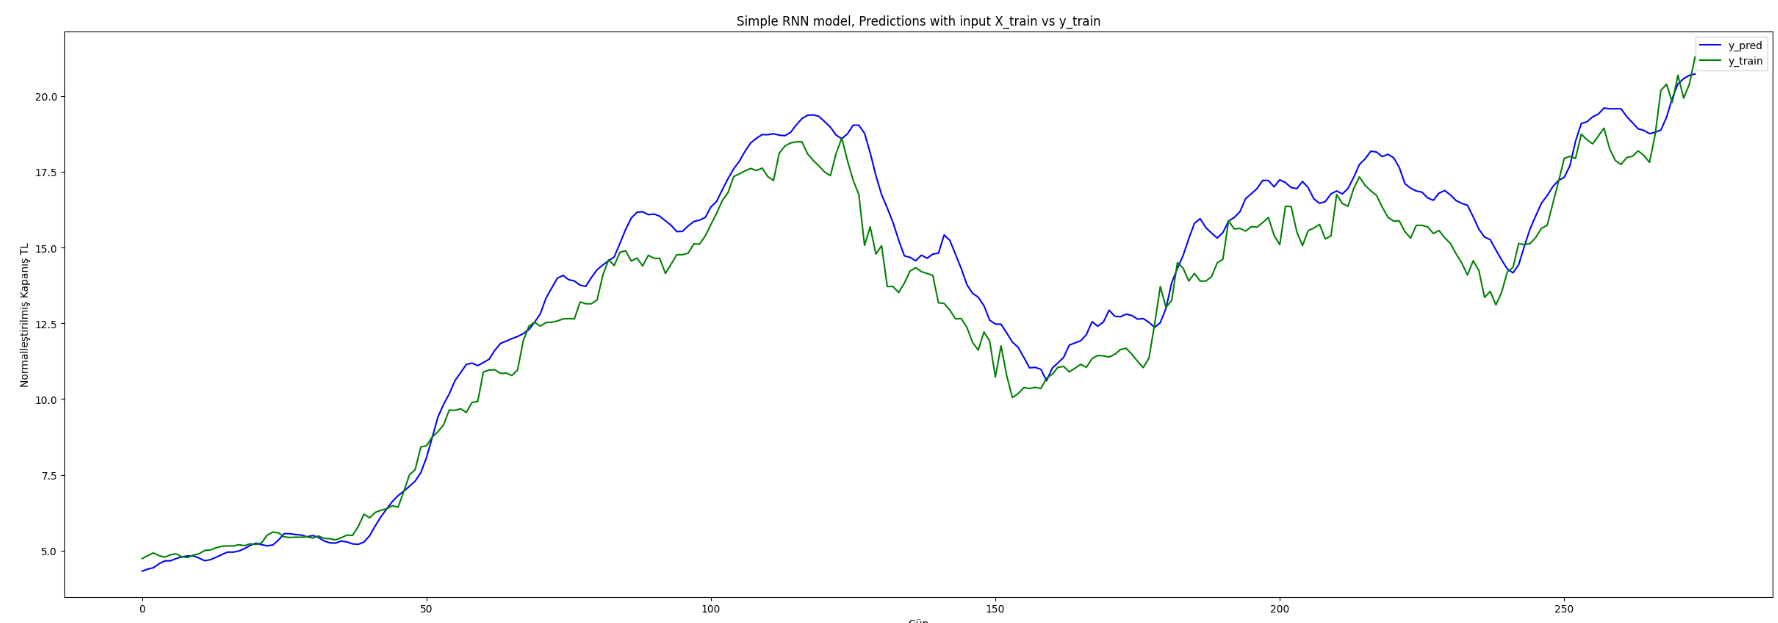 Simple RNN model, Predictions with input X_train vs y_train
y_pred
y_train
Normalleştirilmiş Kapanış TL
20.0
17.5
15.0
12.5
10.0
7.5
5.0
0 50 100 150 200 250
Gün